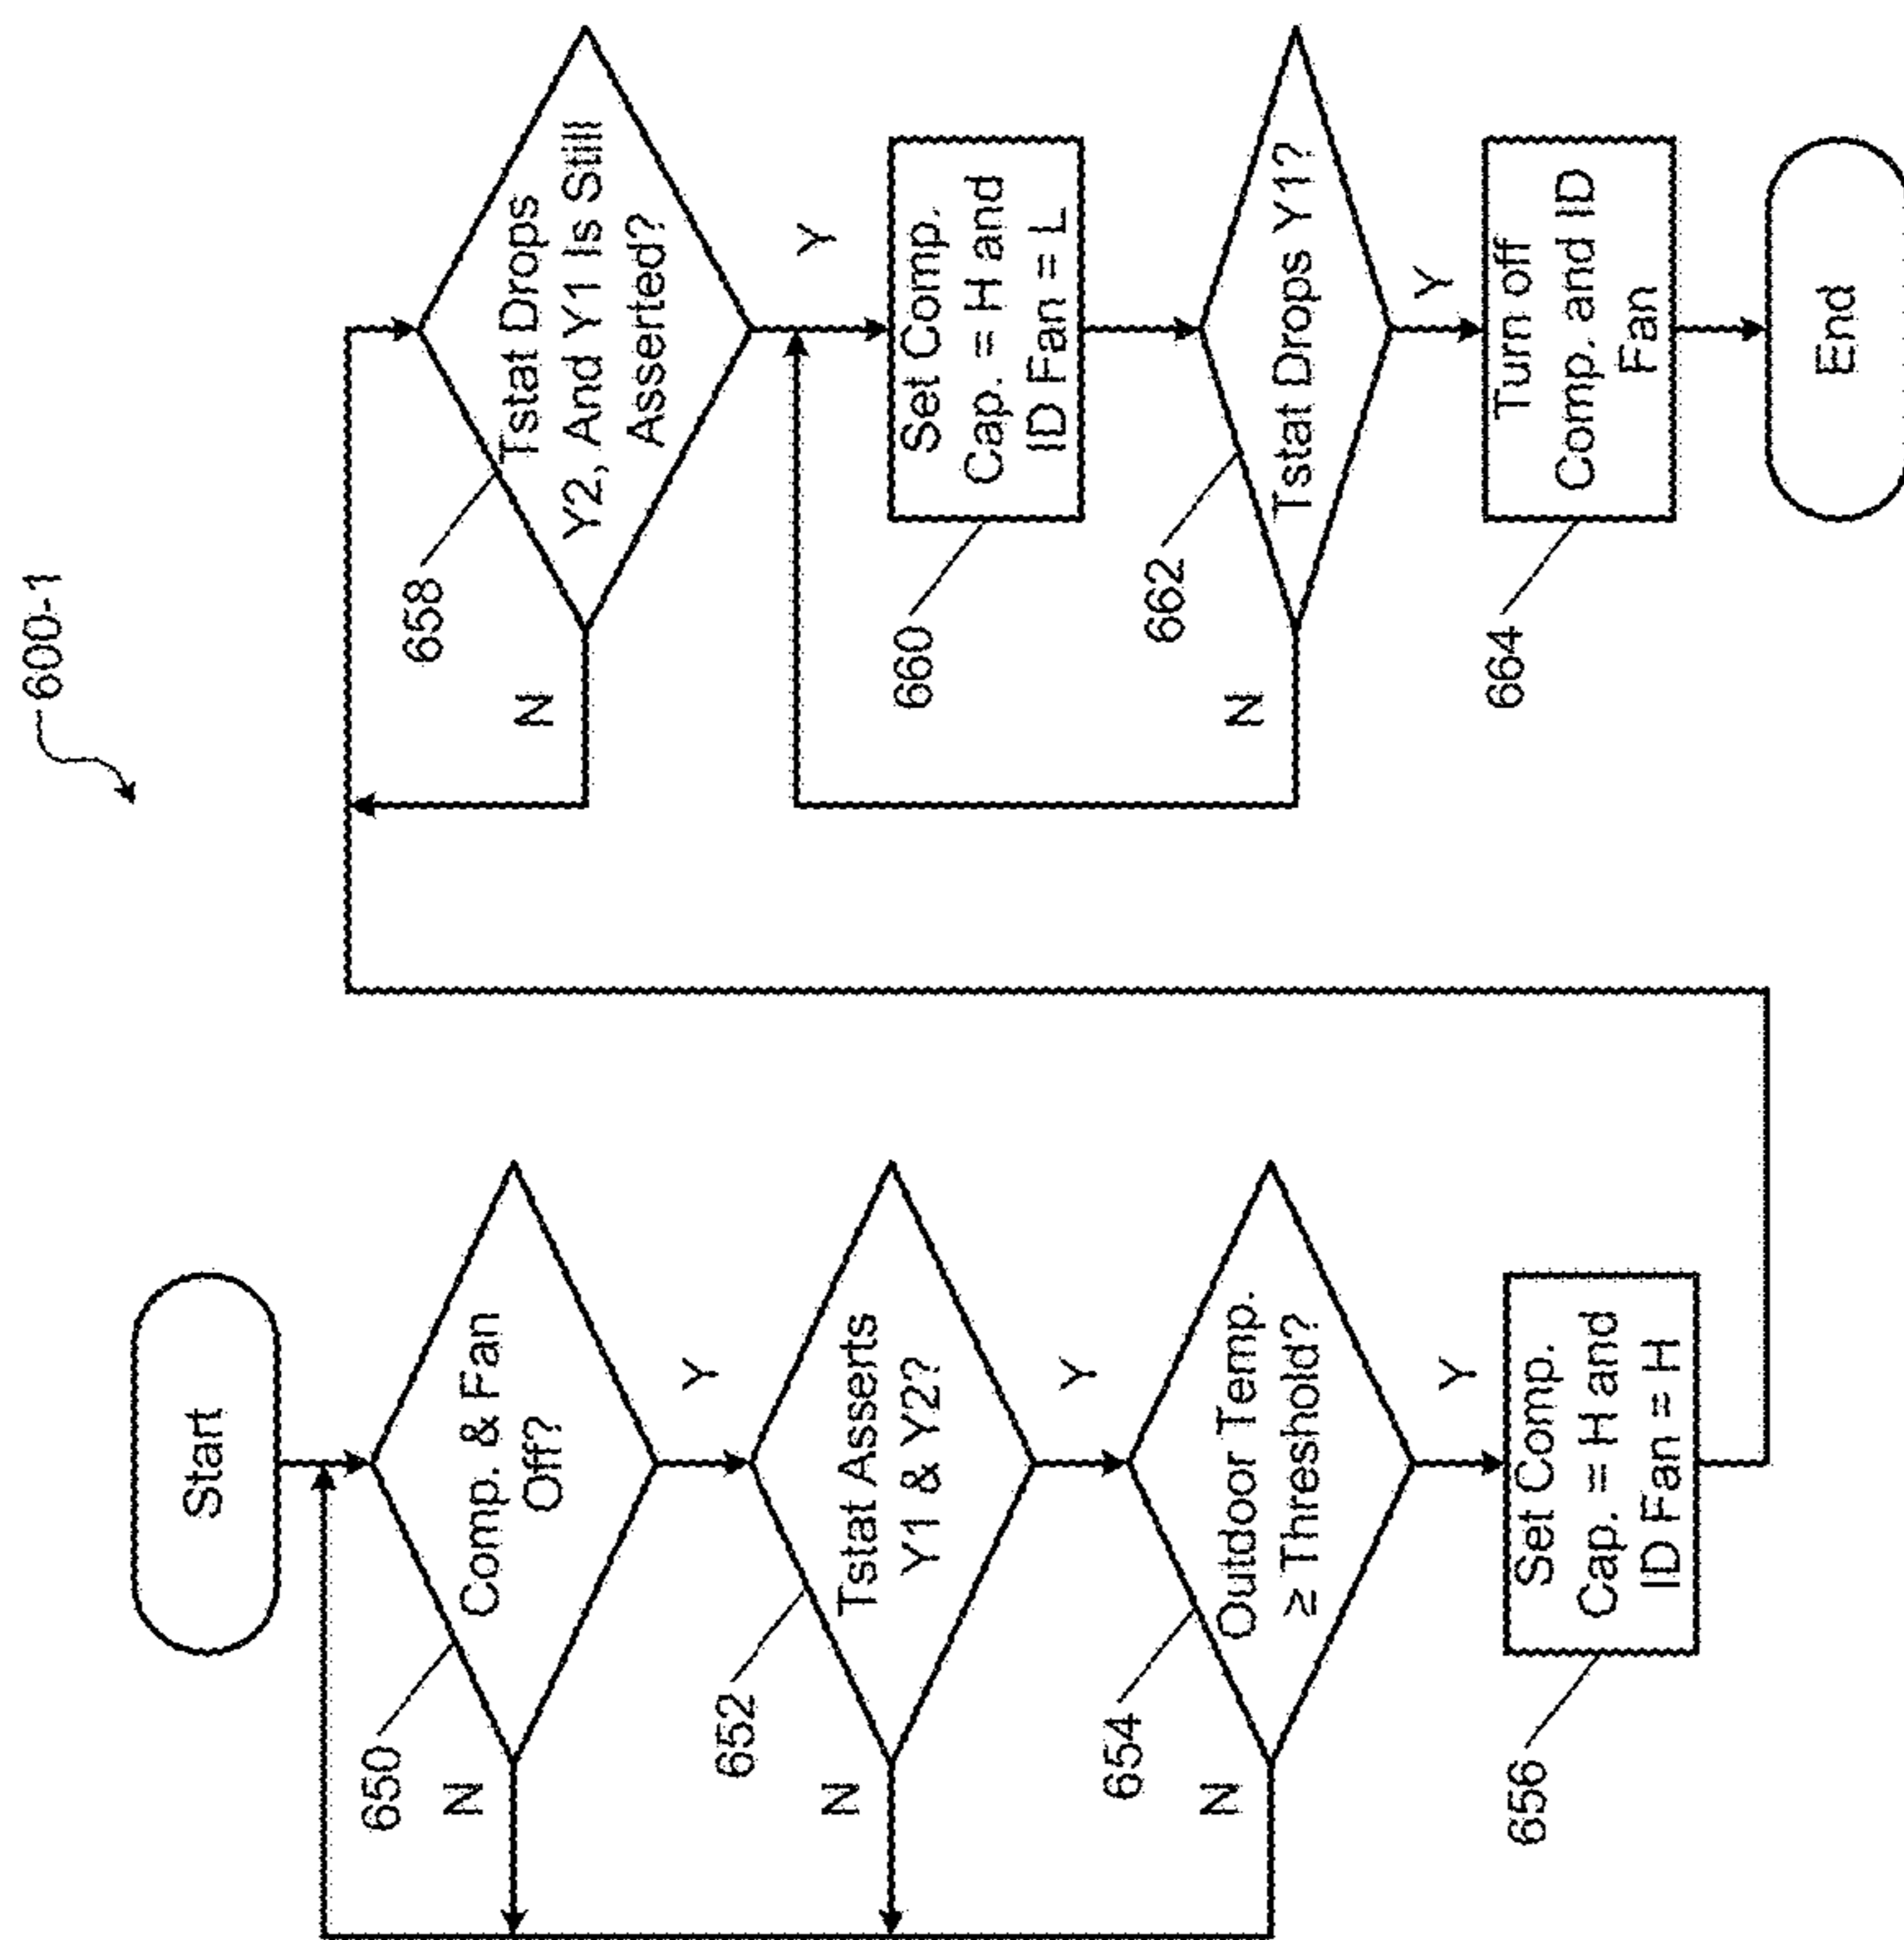 600-1
Start
650
Comp. & Fan
Off?
N
Y
652
Tstat Asserts
Y1 & Y2?
N
Y
654
Outdoor Temp.
≥ Threshold?
N
Y
656
Set Comp.
Cap. = H and
ID Fan = H
658
Tstat Drops
Y2, And Y1 Is Still
Asserted?
N
Y
660
Set Comp.
Cap. = H and
ID Fan = L
662
Tstat Drops Y1?
N
Y
664
Turn off
Comp. and ID
Fan
End